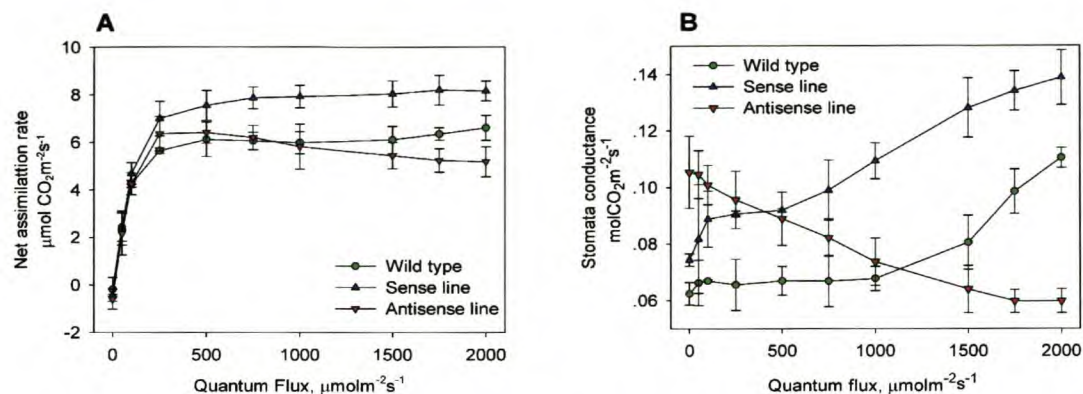 A
Net assimilattion rate
μmol CO₂m⁻²s⁻¹
10
8
6
4
2
0
-2
Wild type
Sense line
Antisense line
0
500
1000
1500
2000
Quantum Flux, μmolm⁻²s⁻¹
B
Stomata conductance
molCO₂m⁻²s⁻¹
.14
.12
.10
.08
.06
Wild type
Sense line
Antisense line
0
500
1000
1500
2000
Quantum flux, μmolm⁻²s⁻¹